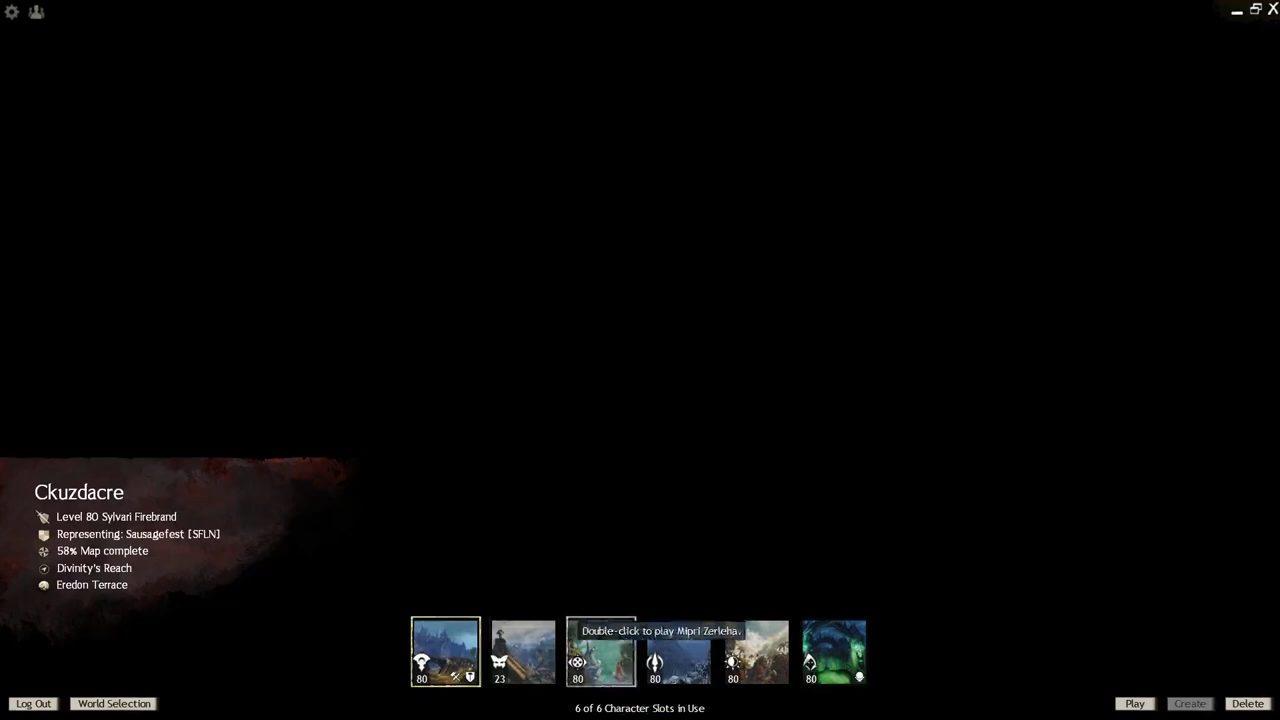 Ckuzdacre
Level 80 Sylvari Firebrand
Representing: Sausagefest [SFLN]
58% Map complete
Divinity's Reach
Eredon Terrace
Double-click to play Mipri Zerleha.
80
23
80
80
80
80
Log Out
World Selection
6 of 6 Character Slots in Use
Play
Create
Delete